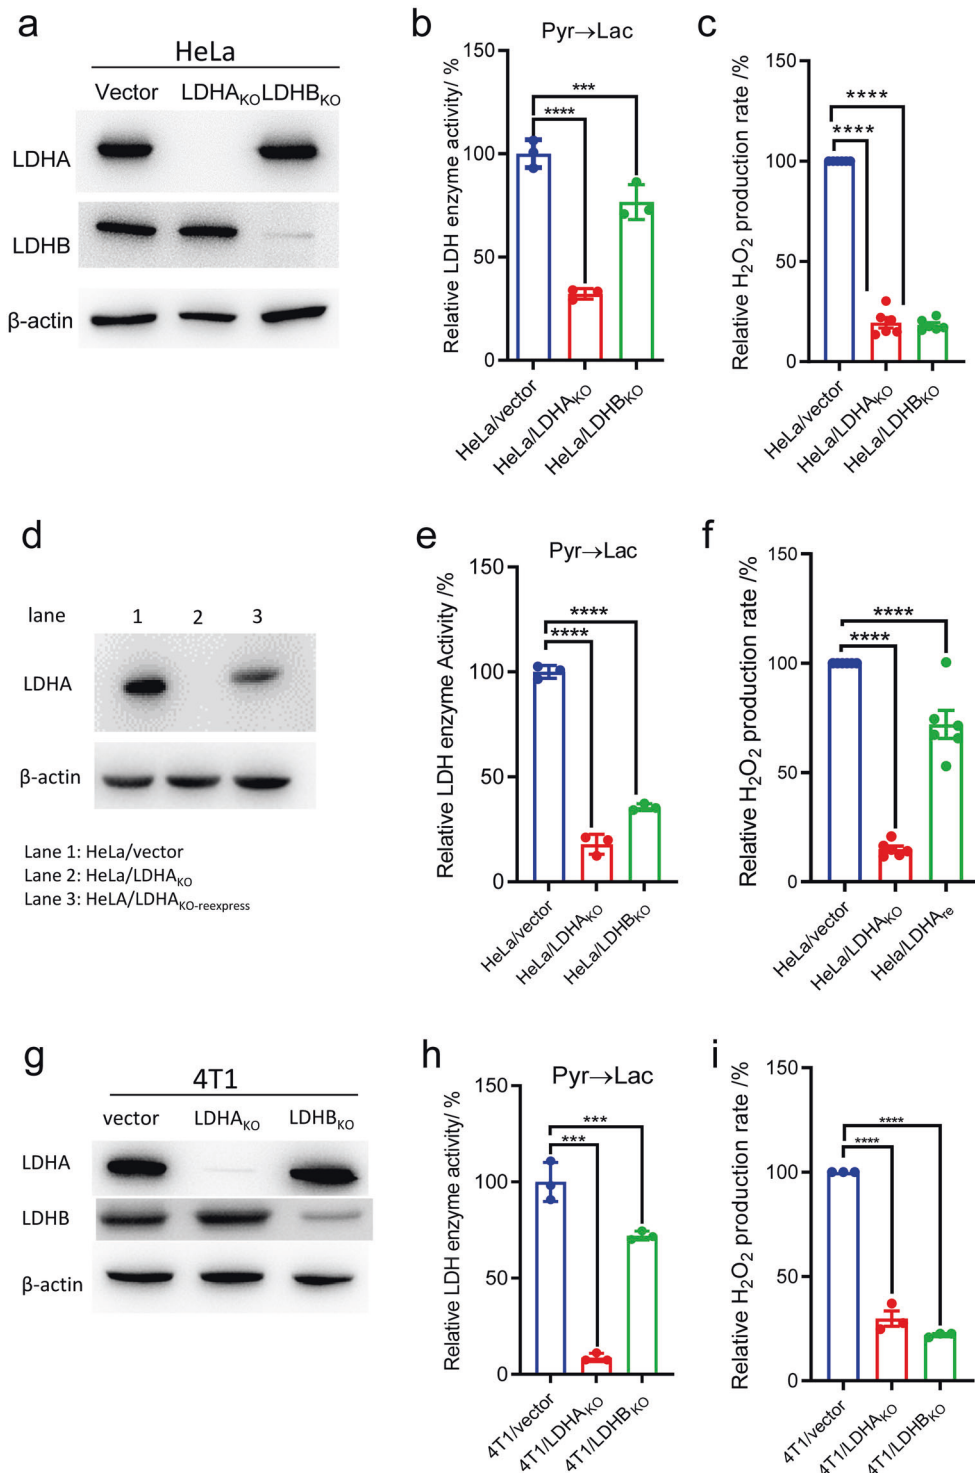 a
HeLa
Vector LDHAKO LDHBKO
LDHA
LDHB
β-actin
b
Pyr→Lac
Relative LDH enzyme activity/ %
150
100
50
0
***
****
HeLa/vector
HeLa/LDHAKO
HeLa/LDHBKO
c
Relative H2O2 production rate /%
150
100
50
0
****
****
HeLa/vector
HeLa/LDHAKO
HeLa/LDHBKO
d
lane 1 2 3
LDHA
β-actin
Lane 1: HeLa/vector
Lane 2: HeLa/LDHAKO
Lane 3: HeLA/LDHAKO-reexpress
e
Pyr→Lac
Relative LDH enzyme Activity /%
150
100
50
0
****
****
HeLa/vector
HeLa/LDHAKO
HeLa/LDHBKO
f
Relative H2O2 production rate /%
150
100
50
0
****
****
HeLa/vector
Hela/LDHAKO
Hela/LDHAre
g
4T1
vector LDHAKO LDHBKO
LDHA
LDHB
β-actin
h
Pyr→Lac
Relative LDH enzyme activity/ %
150
100
50
0
***
***
4T1/vector
4T1/LDHAKO
4T1/LDHBKO
i
Relative H2O2 production rate /%
150
100
50
0
****
****
4T1/vector
4T1/LDHAKO
4T1/LDHBKO